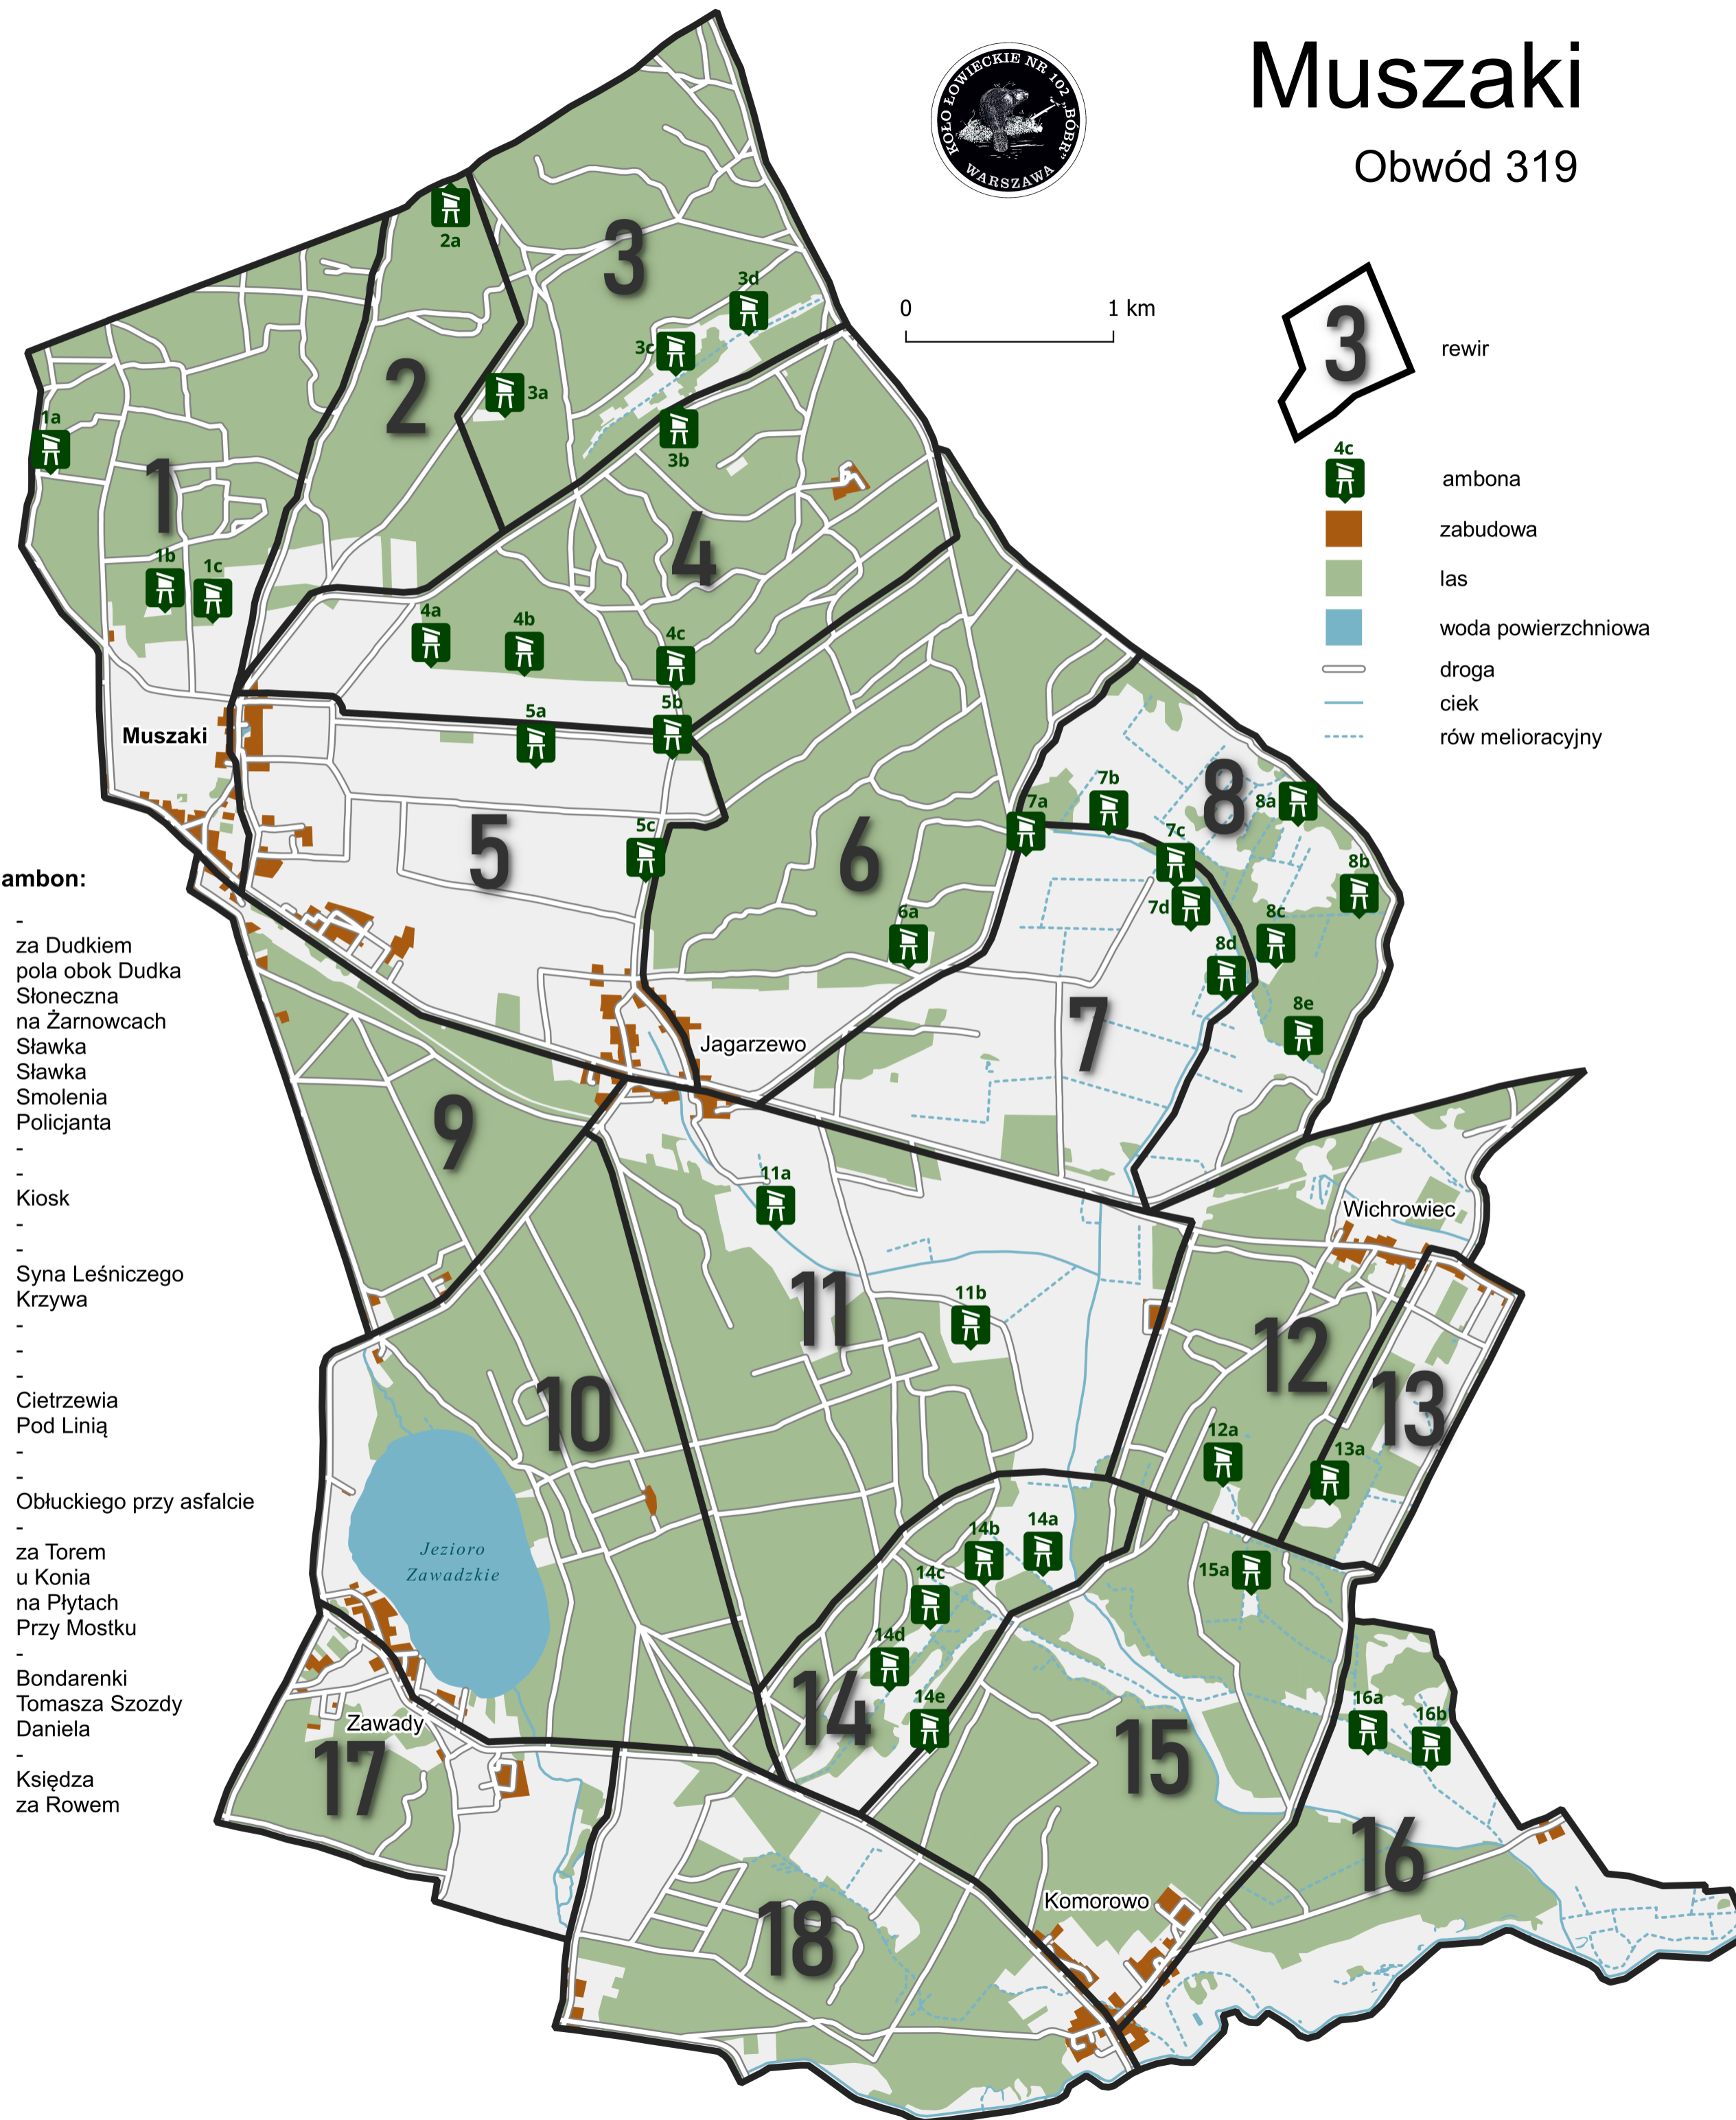 Muszaki
Obwód 319
KOŁO ŁOWIECKIE NR 102 „BÓBR”
WARSZAWA
0 1 km
3
rewir
4c
ambona
zabudowa
las
woda powierzchniowa
droga
ciek
rów melioracyjny
2a
3
3d
3c
3a
2
3b
1a
1
4
1b
1c
4a
4b
4c
5b
5a
Muszaki
8
7b
8a
7a
7c
5c
5
6
8b
7d
6a
8c
8d
7
8e
Jagarzewo
9
11a
Wichrowiec
11
11b
12
10
13
12a
13a
Jezioro
Zawadzkie
14a
14b
14c
15a
14d
14
14e
16a
16b
15
Zawady
17
16
Komorowo
18
ambon:
-
za Dudkiem
pola obok Dudka
Słoneczna
na Żarnowcach
Sławka
Sławka
Smolenia
Policjanta
-
-
Kiosk
-
-
Syna Leśniczego
Krzywa
-
-
-
Cietrzewia
Pod Linią
-
-
Obłuckiego przy asfalcie
-
za Torem
u Konia
na Płytach
Przy Mostku
-
Bondarenki
Tomasza Szozdy
Daniela
-
Księdza
za Rowem